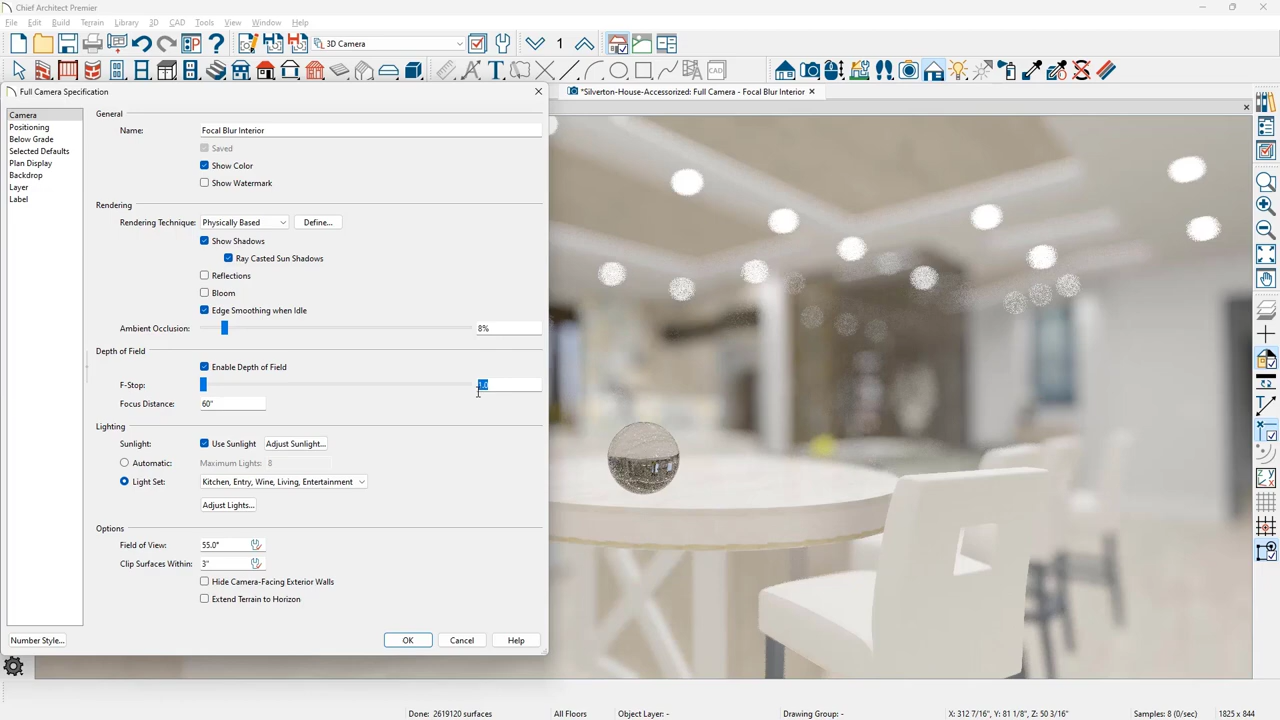 Chief Architect Premier
File Edit Build Terrain Library 3D CAD Tools View Window Help
3D Camera
1
Full Camera Specification
*Silverton-House-Accessorized: Full Camera - Focal Blur Interior
Camera
Positioning
Below Grade
Selected Defaults
Plan Display
Backdrop
Layer
Label
General
Name: Focal Blur Interior
Saved
Show Color
Show Watermark
Rendering
Rendering Technique: Physically Based Define...
Show Shadows
Ray Casted Sun Shadows
Reflections
Bloom
Edge Smoothing when Idle
Ambient Occlusion: 8%
Depth of Field
Enable Depth of Field
F-Stop: 1.0
Focus Distance: 60"
Lighting
Sunlight: Use Sunlight Adjust Sunlight...
Automatic: Maximum Lights: 8
Light Set: Kitchen, Entry, Wine, Living, Entertainment
Adjust Lights...
Options
Field of View: 55.0°
Clip Surfaces Within: 3"
Hide Camera-Facing Exterior Walls
Extend Terrain to Horizon
Number Style... OK Cancel Help
Done: 2619120 surfaces All Floors Object Layer: - Drawing Group: - X: 312 7/16", Y: 81 1/8", Z: 50 3/16" Samples: 8 (0/sec) 1825 x 844